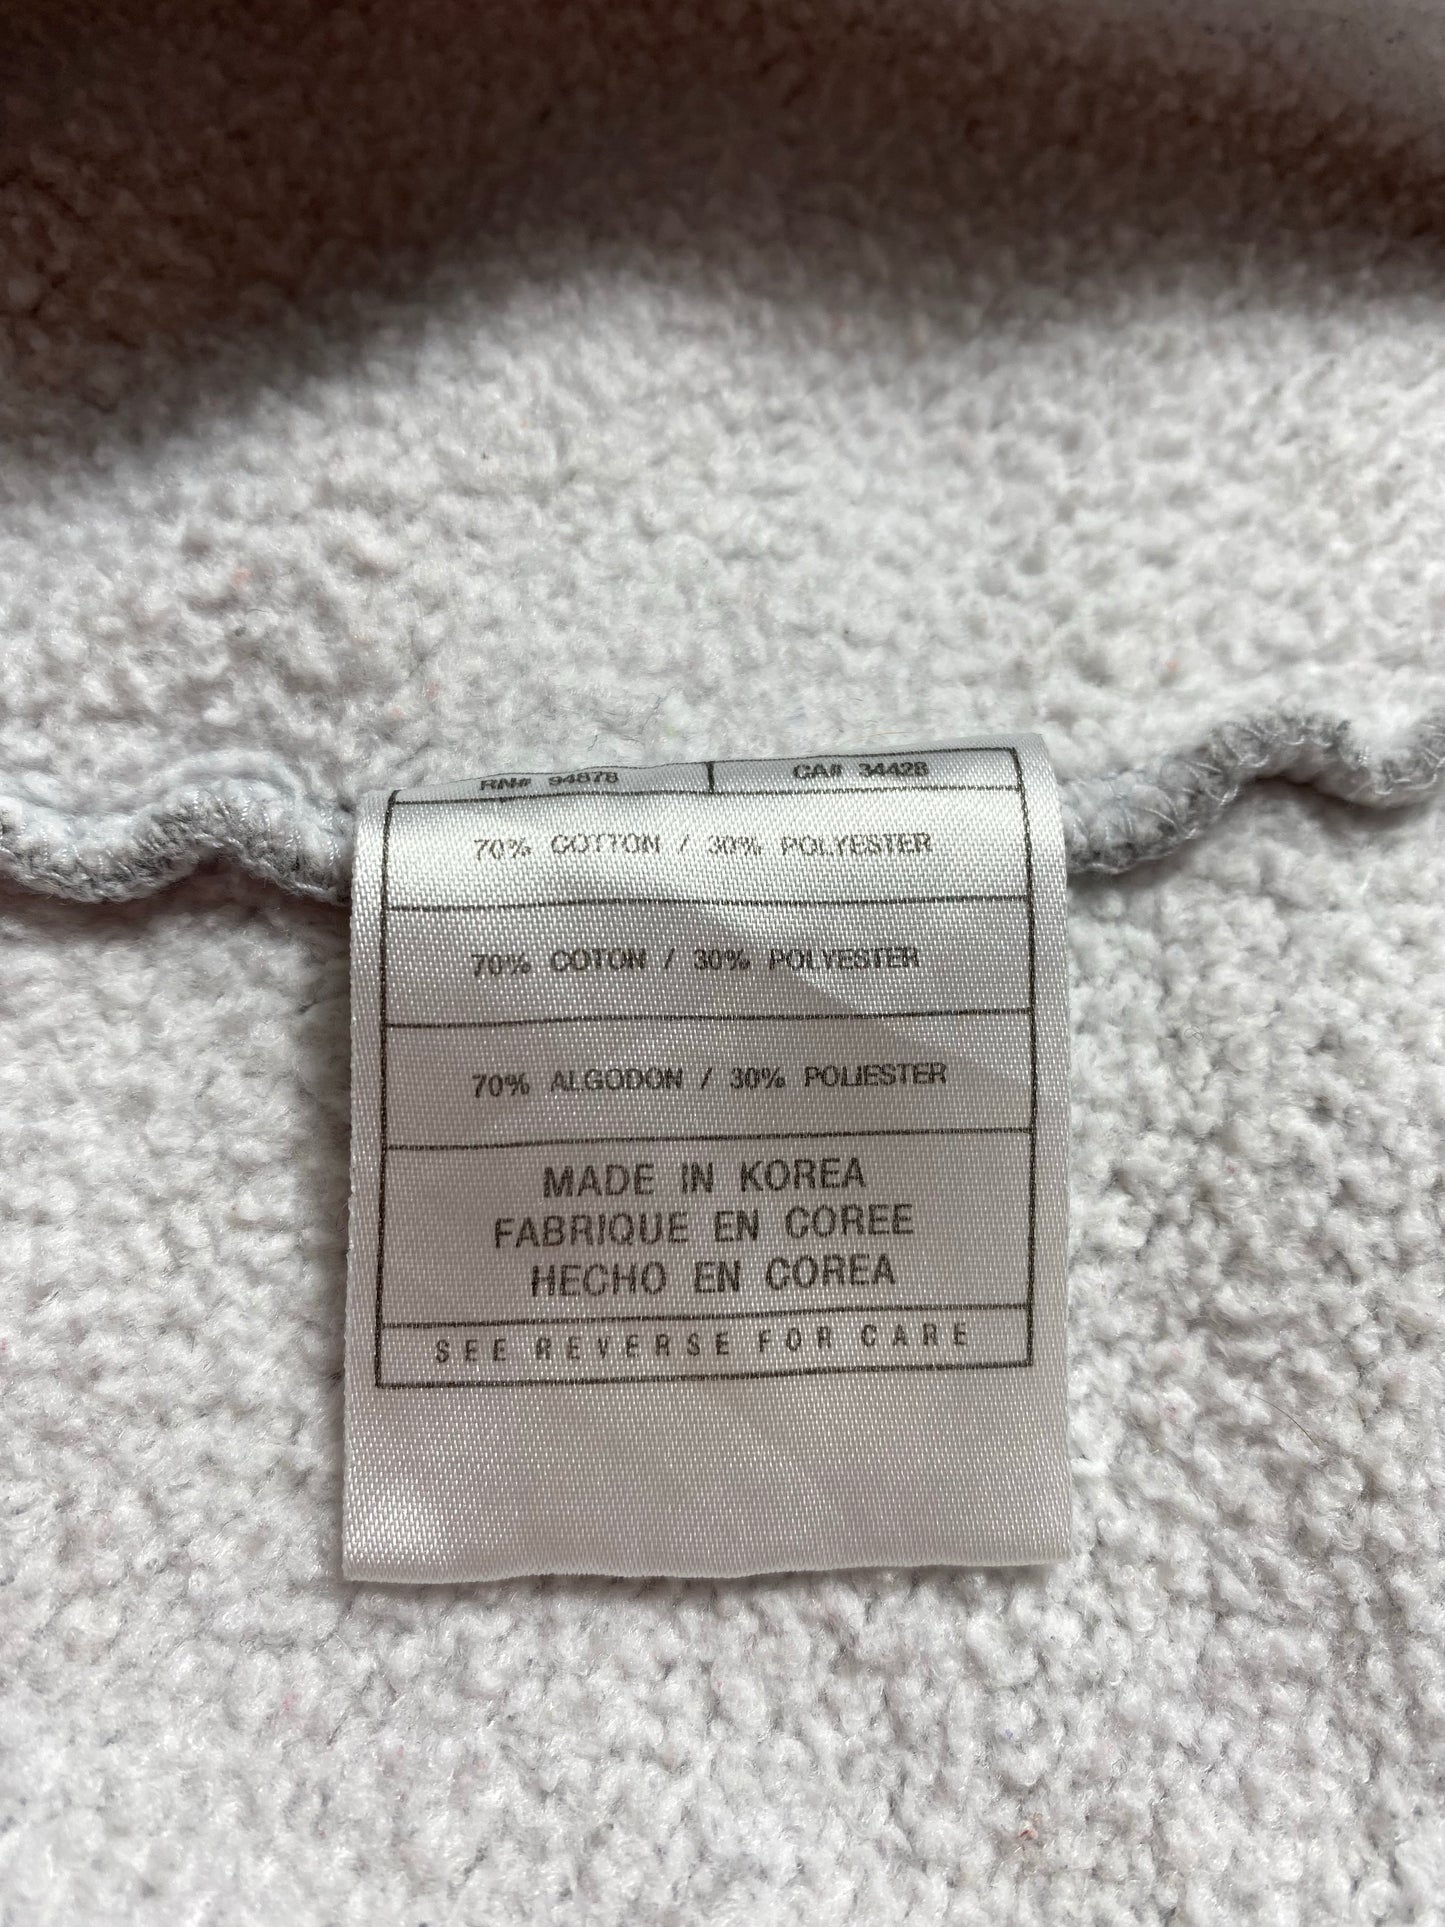 RN# 94878 CA# 34428
70% COTTON / 30% POLYESTER
70% COTON / 30% POLYESTER
70% ALGODON / 30% POLIESTER
MADE IN KOREA
FABRIQUE EN COREE
HECHO EN COREA
SEE REVERSE FOR CARE